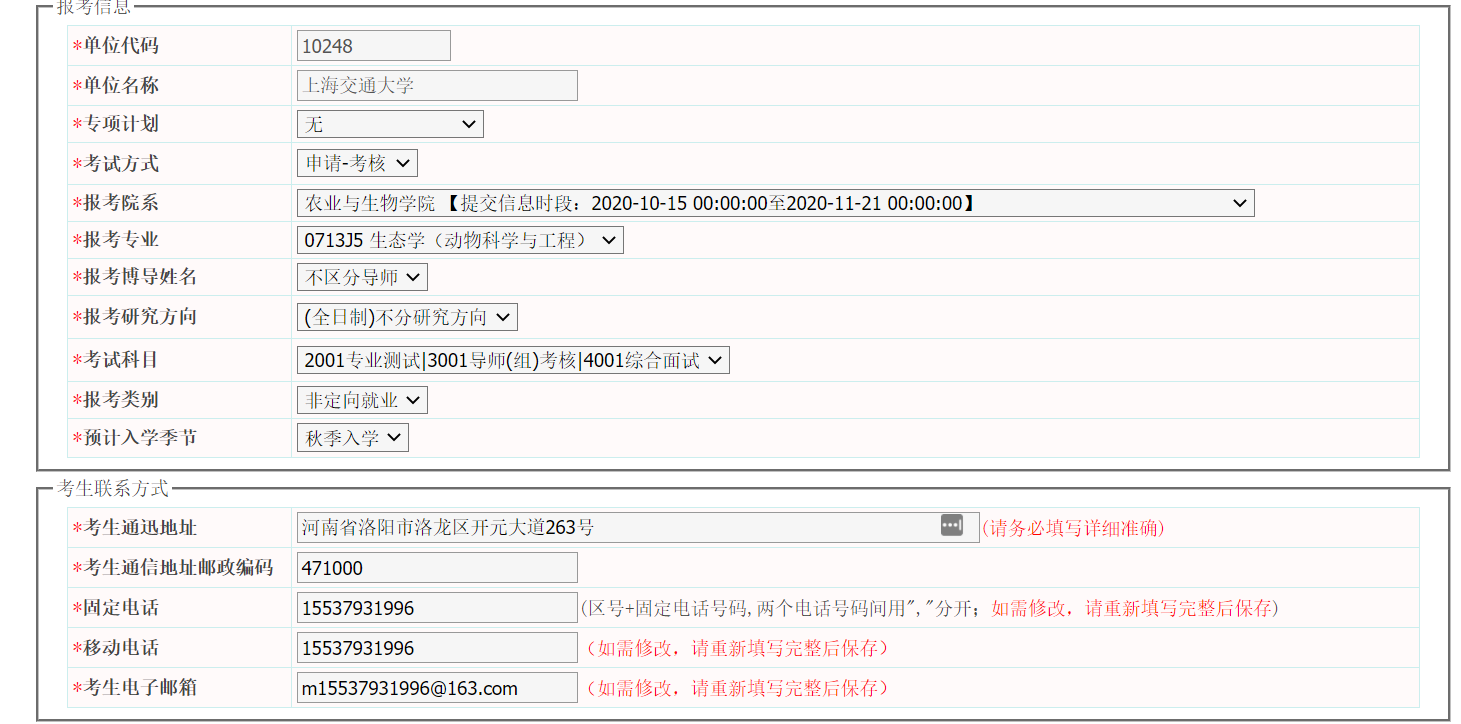 报考信息
*单位代码 10248
*单位名称 上海交通大学
*专项计划 无
*考试方式 申请-考核
*报考院系 农业与生物学院 【提交信息时段：2020-10-15 00:00:00至2020-11-21 00:00:00】
*报考专业 0713J5 生态学（动物科学与工程）
*报考博导姓名 不区分导师
*报考研究方向 (全日制)不分研究方向
*考试科目 2001专业测试|3001导师(组)考核|4001综合面试
*报考类别 非定向就业
*预计入学季节 秋季入学
考生联系方式
*考生通迅地址 河南省洛阳市洛龙区开元大道263号 (请务必填写详细准确)
*考生通信地址邮政编码 471000
*固定电话 15537931996 (区号+固定电话号码,两个电话号码间用","分开；如需修改，请重新填写完整后保存)
*移动电话 15537931996 （如需修改，请重新填写完整后保存）
*考生电子邮箱 m15537931996@163.com （如需修改，请重新填写完整后保存）